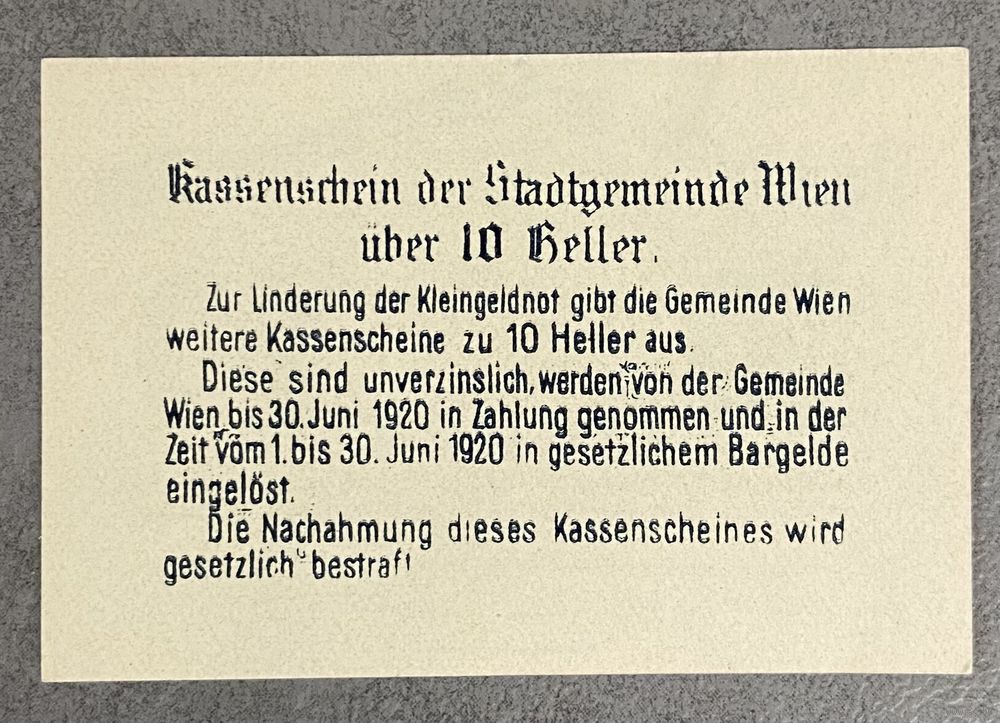 Kassenschein der Stadtgemeinde Wien
über 10 Heller.
Zur Linderung der Kleingeldnot gibt die Gemeinde Wien
weitere Kassenscheine zu 10 Heller aus.
Diese sind unverzinslich, werden von der Gemeinde
Wien bis 30. Juni 1920 in Zahlung genommen und in der
Zeit vom 1. bis 30. Juni 1920 in gesetzlichem Bargelde
eingelöst.
Die Nachahmung dieses Kassenscheines wird
gesetzlich bestraft